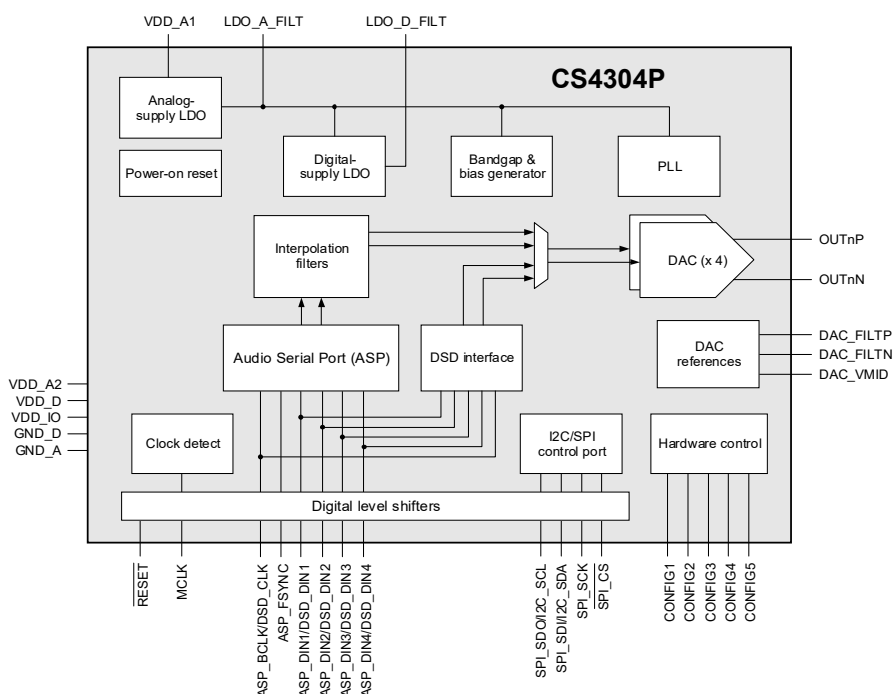 VDD_A1
LDO_A_FILT
LDO_D_FILT
CS4304P
Analog-
supply LDO
Power-on reset
Digital-
supply LDO
Bandgap &
bias generator
PLL
Interpolation
filters
DAC (x 4)
OUTnP
OUTnN
Audio Serial Port (ASP)
DSD interface
DAC
references
DAC_FILTP
DAC_FILTN
DAC_VMID
VDD_A2
VDD_D
VDD_IO
GND_D
GND_A
Clock detect
I2C/SPI
control port
Hardware control
Digital level shifters
RESET
MCLK
ASP_BCLK/DSD_CLK
ASP_FSYNC
ASP_DIN1/DSD_DIN1
ASP_DIN2/DSD_DIN2
ASP_DIN3/DSD_DIN3
ASP_DIN4/DSD_DIN4
SPI_SDO/I2C_SCL
SPI_SDI/I2C_SDA
SPI_SCK
SPI_CS
CONFIG1
CONFIG2
CONFIG3
CONFIG4
CONFIG5